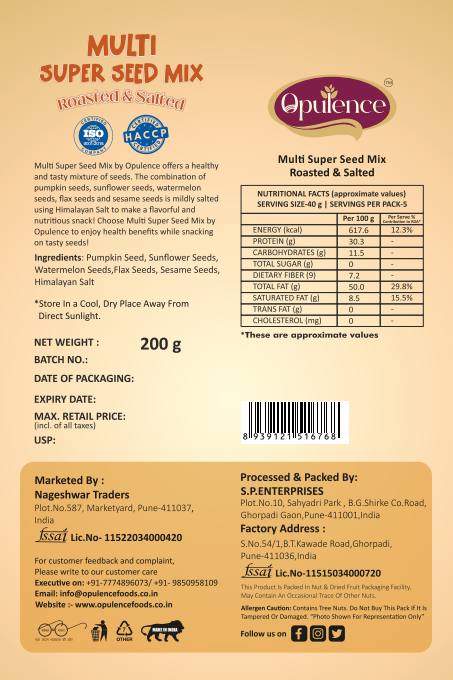 MULTI
SUPER SEED MIX
Roasted & Salted
CERTIFIED
ISO
COMPANY
CERTIFIED
HACCP
CERTIFIED
Multi Super Seed Mix by Opulence offers a healthy
and tasty mixture of seeds. The combination of
pumpkin seeds, sunflower seeds, watermelon
seeds, flax seeds and sesame seeds is mildly salted
using Himalayan Salt to make a flavorful and
nutritious snack! Choose Multi Super Seed Mix by
Opulence to enjoy health benefits while snacking
on tasty seeds!
Ingredients: Pumpkin Seed, Sunflower Seeds,
Watermelon Seeds,Flax Seeds, Sesame Seeds,
Himalayan Salt
*Store In a Cool, Dry Place Away From
Direct Sunlight.
NET WEIGHT : 200 g
BATCH NO.:
DATE OF PACKAGING:
EXPIRY DATE:
MAX. RETAIL PRICE:
(incl. of all taxes)
USP:
TM
Opulence
Multi Super Seed Mix
Roasted & Salted
NUTRITIONAL FACTS (approximate values)
SERVING SIZE-40 g | SERVINGS PER PACK-5
Per 100 g Per Serve %
Contribution to RDA*
ENERGY (kcal) 617.6 12.3%
PROTEIN (g) 30.3 -
CARBOHYDRATES (g) 11.5 -
TOTAL SUGAR (g) 0 -
DIETARY FIBER (9) 7.2 -
TOTAL FAT (g) 50.0 29.8%
SATURATED FAT (g) 8.5 15.5%
TRANS FAT (g) 0 -
CHOLESTEROL (mg) 0 -
*These are approximate values
8 939121 516768
Marketed By :
Nageshwar Traders
Plot.No.587, Marketyard, Pune-411037,
India
fssai Lic.No- 11522034000420
For customer feedback and complaint,
Please write to our customer care
Executive on: +91-7774896073/ +91- 9850958109
Email: info@opulencefoods.co.in
Website :- www.opulencefoods.co.in
7
OTHER
MAKE IN INDIA
Processed & Packed By:
S.P.ENTERPRISES
Plot.No.10, Sahyadri Park , B.G.Shirke Co.Road,
Ghorpadi Gaon,Pune-411001,India
Factory Address :
S.No.54/1,B.T.Kawade Road,Ghorpadi,
Pune-411036,India
fssai Lic.No-11515034000720
This Product Is Packed In Nut & Dried Fruit Packaging Facility.
May Contain An Occasional Trace Of Other Nuts.
Allergen Caution: Contains Tree Nuts. Do Not Buy This Pack If It Is
Tampered Or Damaged. "Photo Shown For Representation Only"
Follow us on